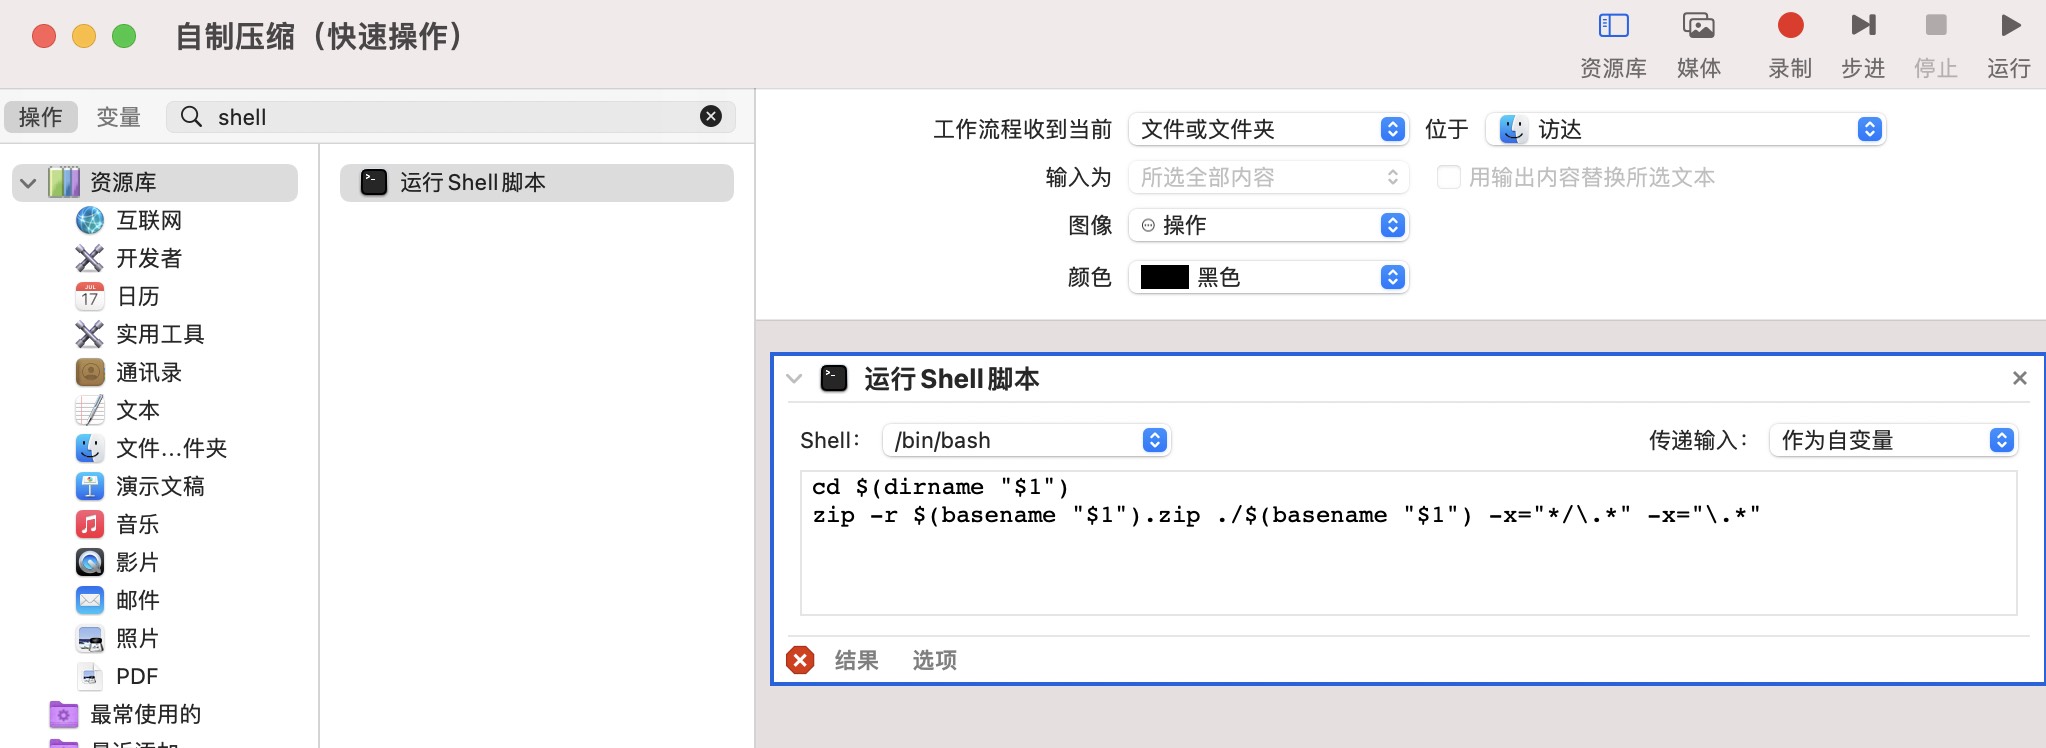 自制压缩（快速操作）
资源库 媒体 录制 步进 停止 运行
操作 变量 shell
工作流程收到当前 文件或文件夹 位于 访达
输入为 所选全部内容 用输出内容替换所选文本
图像 操作
颜色 黑色
资源库
互联网
开发者
JUL
17
日历
实用工具
通讯录
文本
文件...件夹
演示文稿
音乐
影片
邮件
照片
PDF
最常使用的
最近添加
运行 Shell 脚本
运行 Shell 脚本
Shell： /bin/bash 传递输入： 作为自变量
cd $(dirname "$1")
zip -r $(basename "$1").zip ./$(basename "$1") -x="*/\.*" -x="\.*"
结果 选项